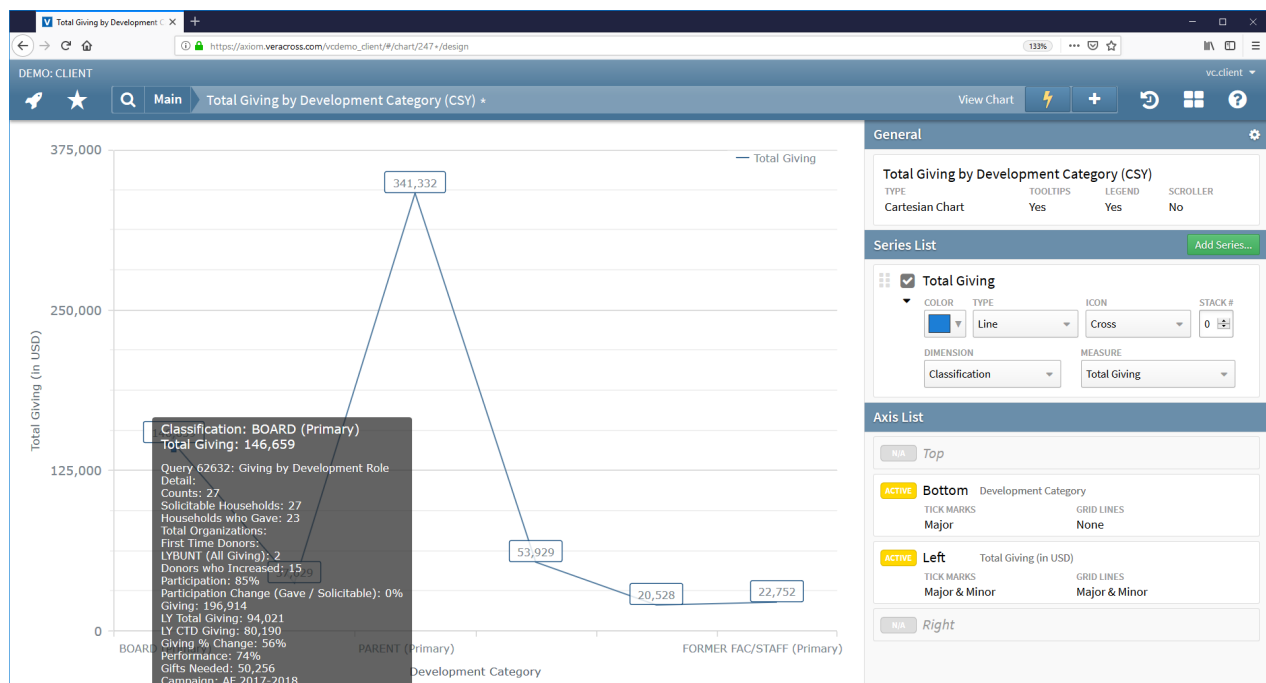 Total Giving by Development C
https://axiom.veracross.com/vcdemo_client/#/chart/247+/design
133%
DEMO: CLIENT
vc.client
Main
Total Giving by Development Category (CSY) *
View Chart
375,000
250,000
125,000
0
Total Giving (in USD)
Total Giving
341,332
53,929
20,528
22,752
Classification: BOARD (Primary)
Total Giving: 146,659
Query 62632: Giving by Development Role
Detail:
Counts: 27
Solicitable Households: 27
Households who Gave: 23
Total Organizations:
First Time Donors:
LYBUNT (All Giving): 2
Donors who Increased: 15
Participation: 85%
Participation Change (Gave / Solicitable): 0%
Giving: 196,914
LY Total Giving: 94,021
LY CTD Giving: 80,190
Giving % Change: 56%
Performance: 74%
Gifts Needed: 50,256
Campaign: AF 2017-2018
PARENT (Primary)
FORMER FAC/STAFF (Primary)
Development Category
General
Total Giving by Development Category (CSY)
TYPE TOOLTIPS LEGEND SCROLLER
Cartesian Chart Yes Yes No
Series List
Add Series...
Total Giving
COLOR TYPE ICON STACK #
Line Cross 0
DIMENSION MEASURE
Classification Total Giving
Axis List
N/A Top
ACTIVE Bottom Development Category
TICK MARKS GRID LINES
Major None
ACTIVE Left Total Giving (in USD)
TICK MARKS GRID LINES
Major & Minor Major & Minor
N/A Right